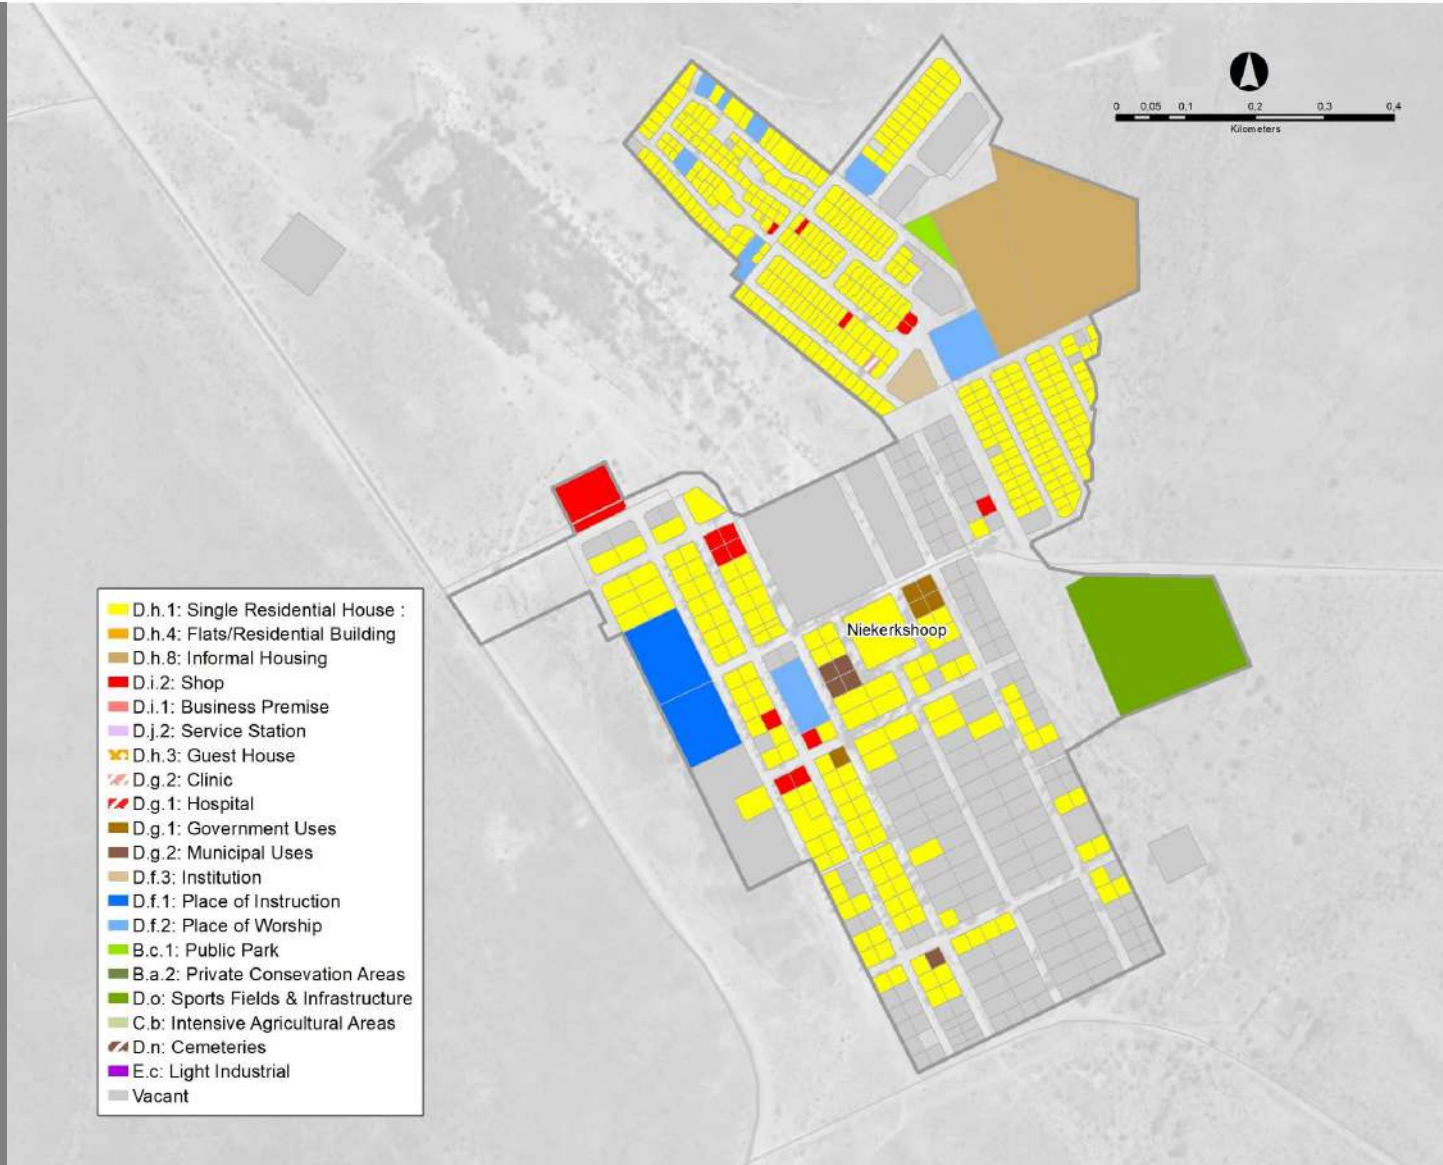 0 0,05 0,1 0,2 0,3 0,4
Kilometers
Niekerkshoop
D.h.1: Single Residential House :
D.h.4: Flats/Residential Building
D.h.8: Informal Housing
D.i.2: Shop
D.i.1: Business Premise
D.j.2: Service Station
D.h.3: Guest House
D.g.2: Clinic
D.g.1: Hospital
D.g.1: Government Uses
D.g.2: Municipal Uses
D.f.3: Institution
D.f.1: Place of Instruction
D.f.2: Place of Worship
B.c.1: Public Park
B.a.2: Private Consevation Areas
D.o: Sports Fields & Infrastructure
C.b: Intensive Agricultural Areas
D.n: Cemeteries
E.c: Light Industrial
Vacant